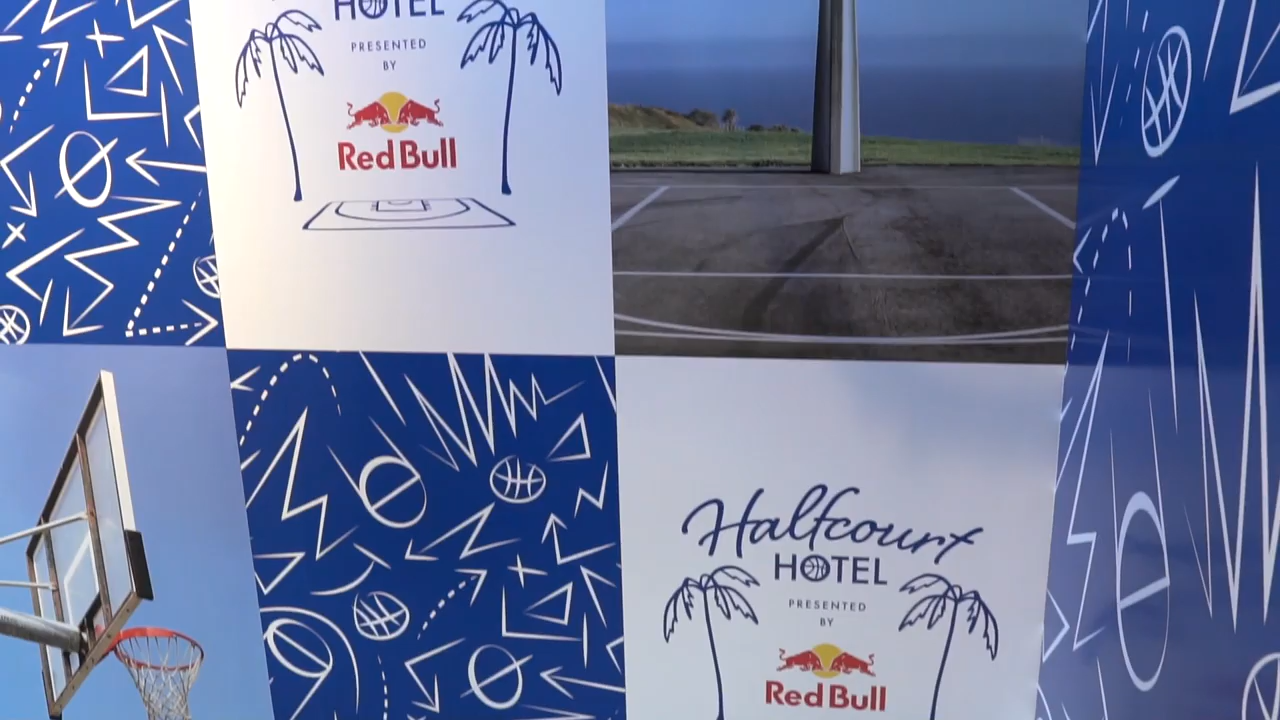 HOTEL
PRESENTED
BY
Red Bull
Halfcourt
HOTEL
PRESENTED
BY
Red Bull